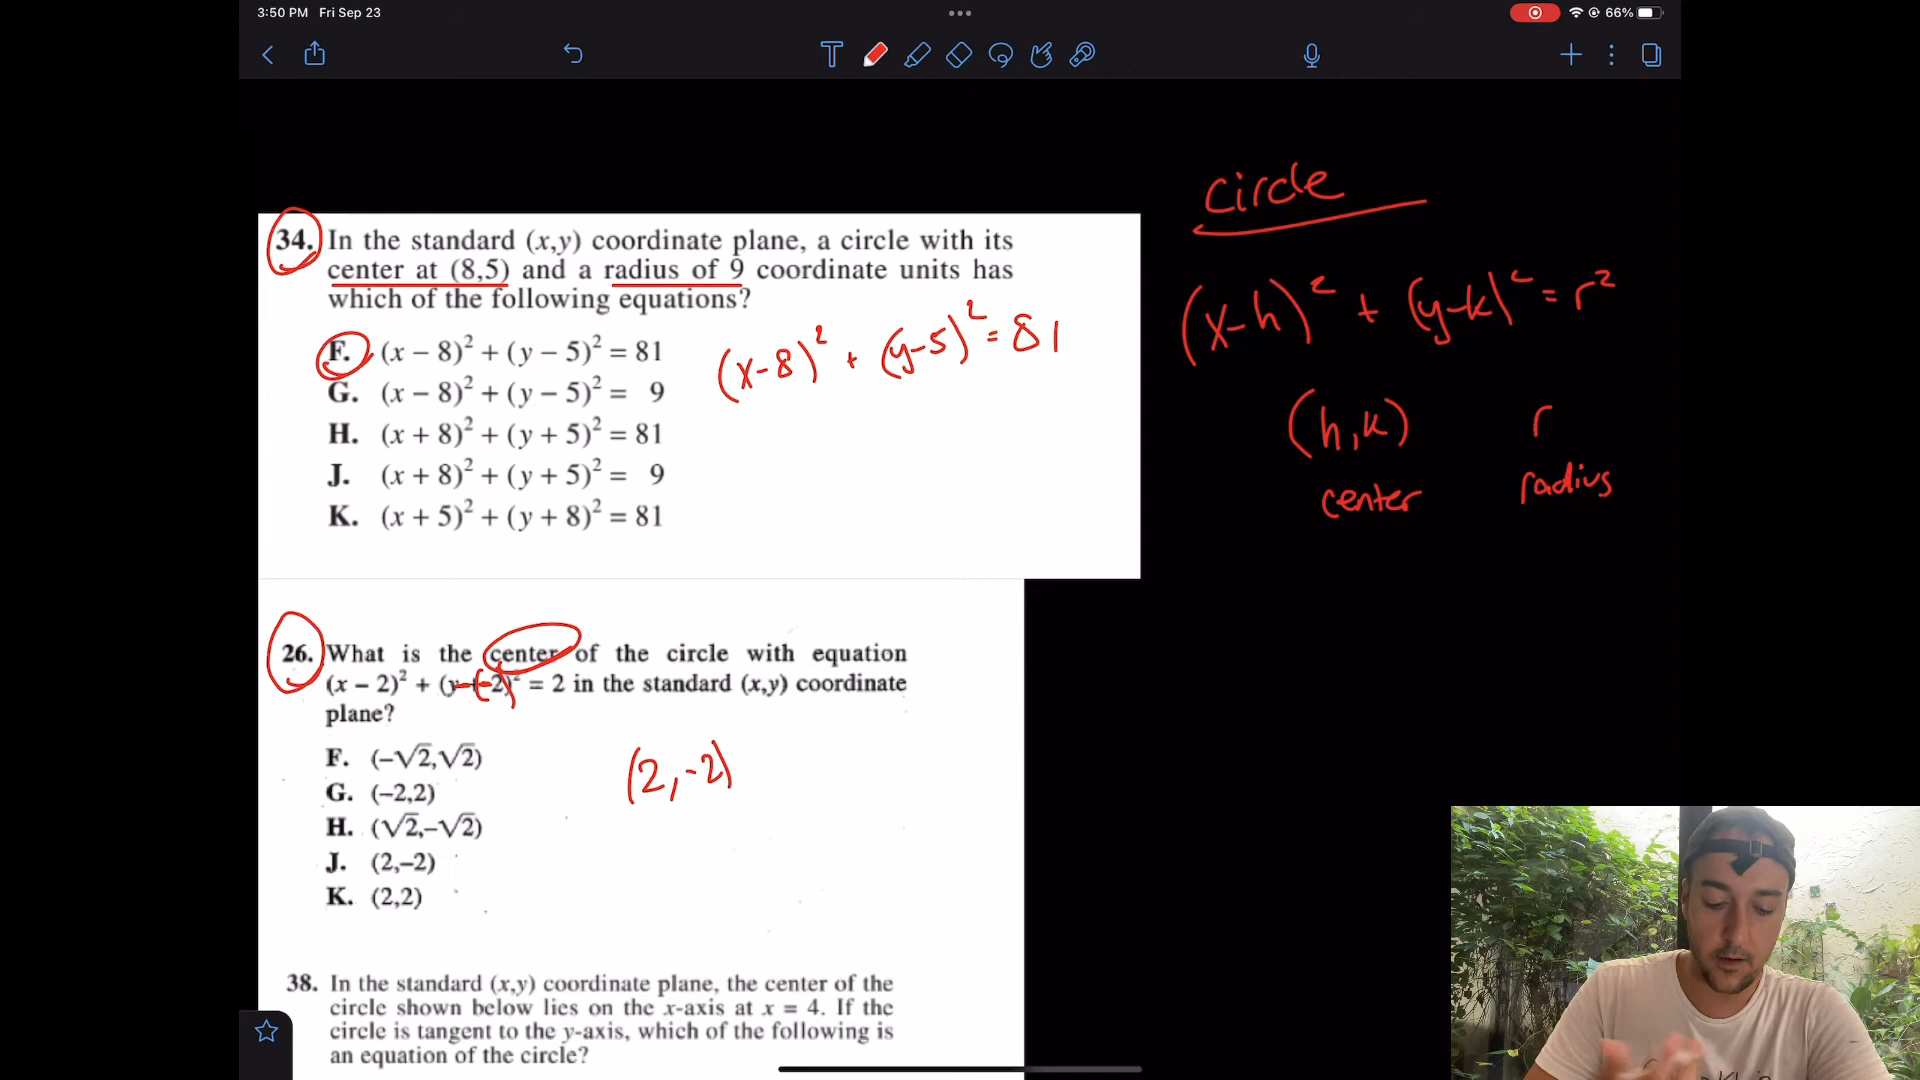 3:50 PM Fri Sep 23
66%
circle
34. In the standard (x,y) coordinate plane, a circle with its
center at (8,5) and a radius of 9 coordinate units has
which of the following equations?
F. (x − 8)² + (y − 5)² = 81
G. (x − 8)² + (y − 5)² = 9
H. (x + 8)² + (y + 5)² = 81
J. (x + 8)² + (y + 5)² = 9
K. (x + 5)² + (y + 8)² = 81
(x-8)² + (y-5)² = 81
(x-h)² + (y-k)² = r²
(h,k) r
center radius
26. What is the center of the circle with equation
(x − 2)² + (y-(-2)² = 2 in the standard (x,y) coordinate
plane?
F. (−√2,√2)
G. (−2,2)
H. (√2,−√2)
J. (2,−2)
K. (2,2)
(2,-2)
38. In the standard (x,y) coordinate plane, the center of the
circle shown below lies on the x-axis at x = 4. If the
circle is tangent to the y-axis, which of the following is
an equation of the circle?